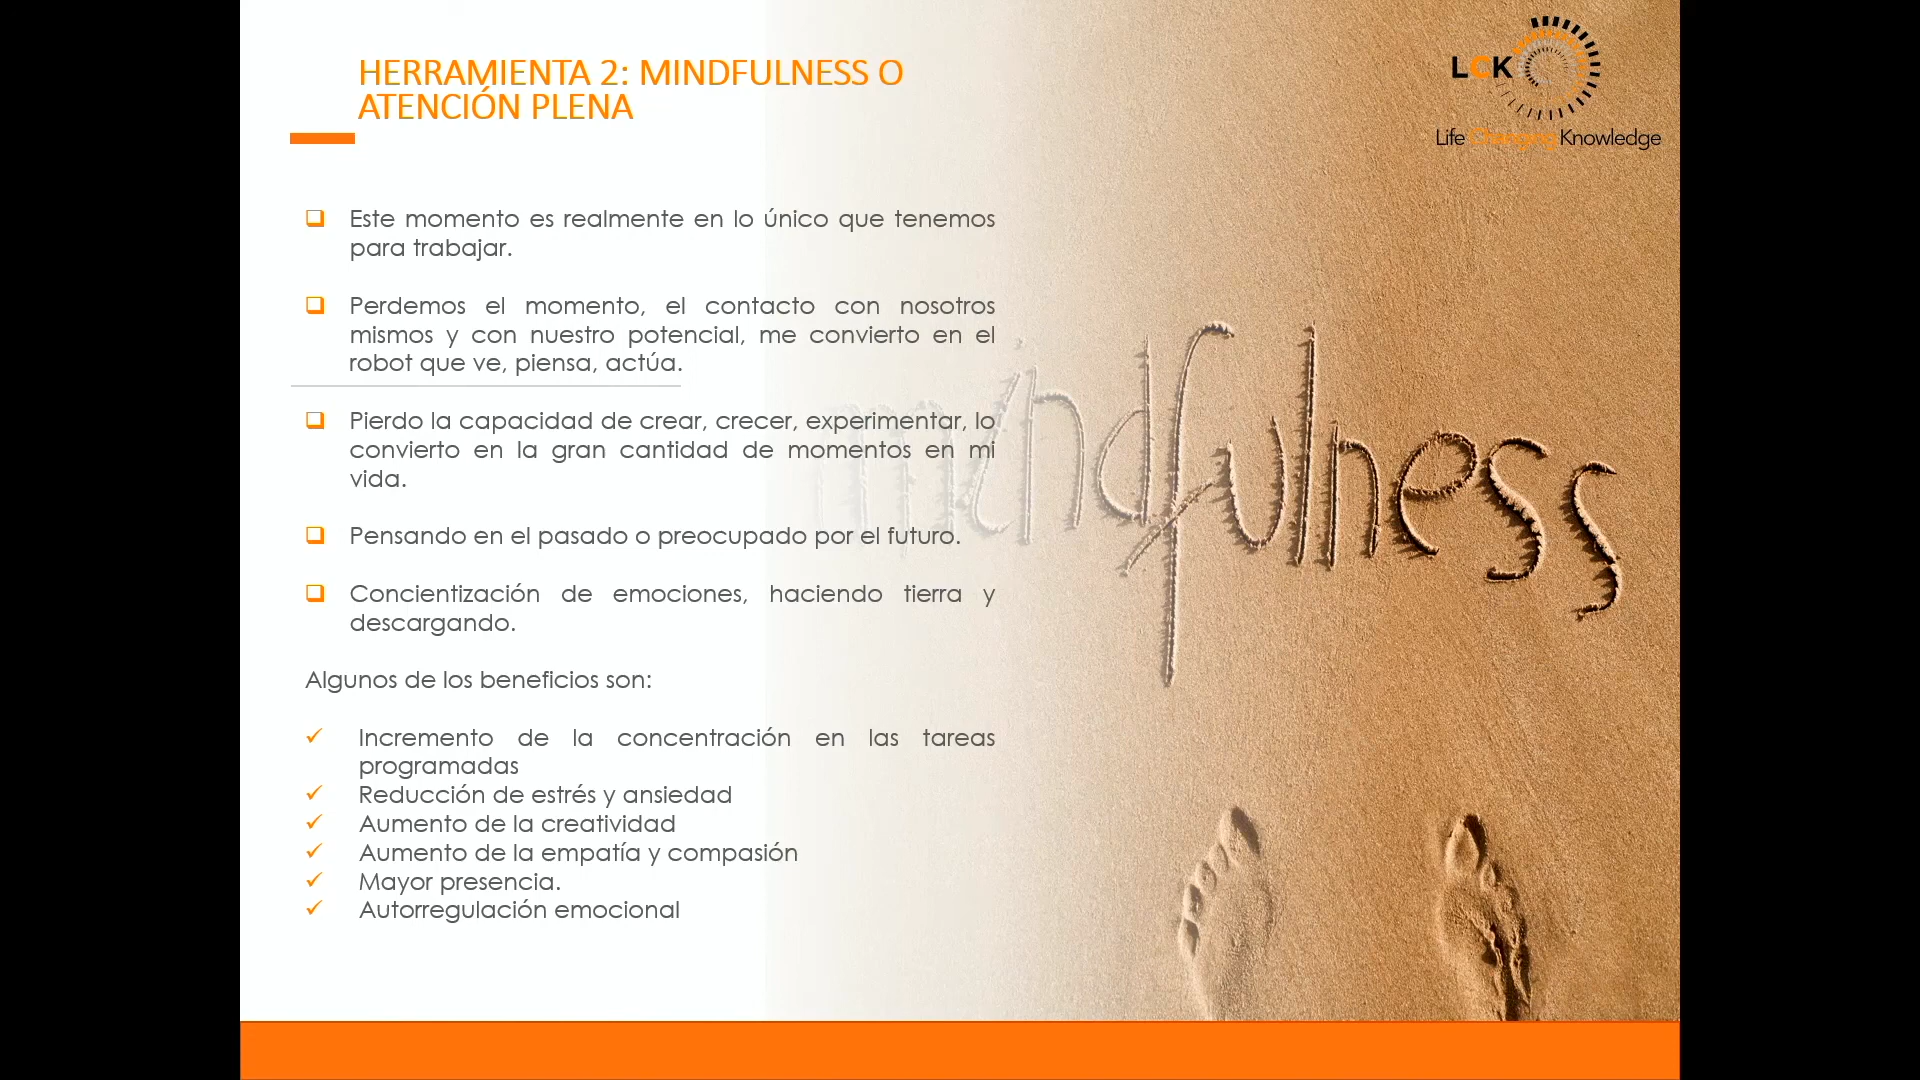 HERRAMIENTA 2: MINDFULNESS O
ATENCIÓN PLENA
LCK
Life Changing Knowledge
Este momento es realmente en lo único que tenemos
para trabajar.
Perdemos el momento, el contacto con nosotros
mismos y con nuestro potencial, me convierto en el
robot que ve, piensa, actúa.
Pierdo la capacidad de crear, crecer, experimentar, lo
convierto en la gran cantidad de momentos en mi
vida.
Pensando en el pasado o preocupado por el futuro.
Concientización de emociones, haciendo tierra y
descargando.
Algunos de los beneficios son:
Incremento de la concentración en las tareas
programadas
Reducción de estrés y ansiedad
Aumento de la creatividad
Aumento de la empatía y compasión
Mayor presencia.
Autorregulación emocional
mindfulness